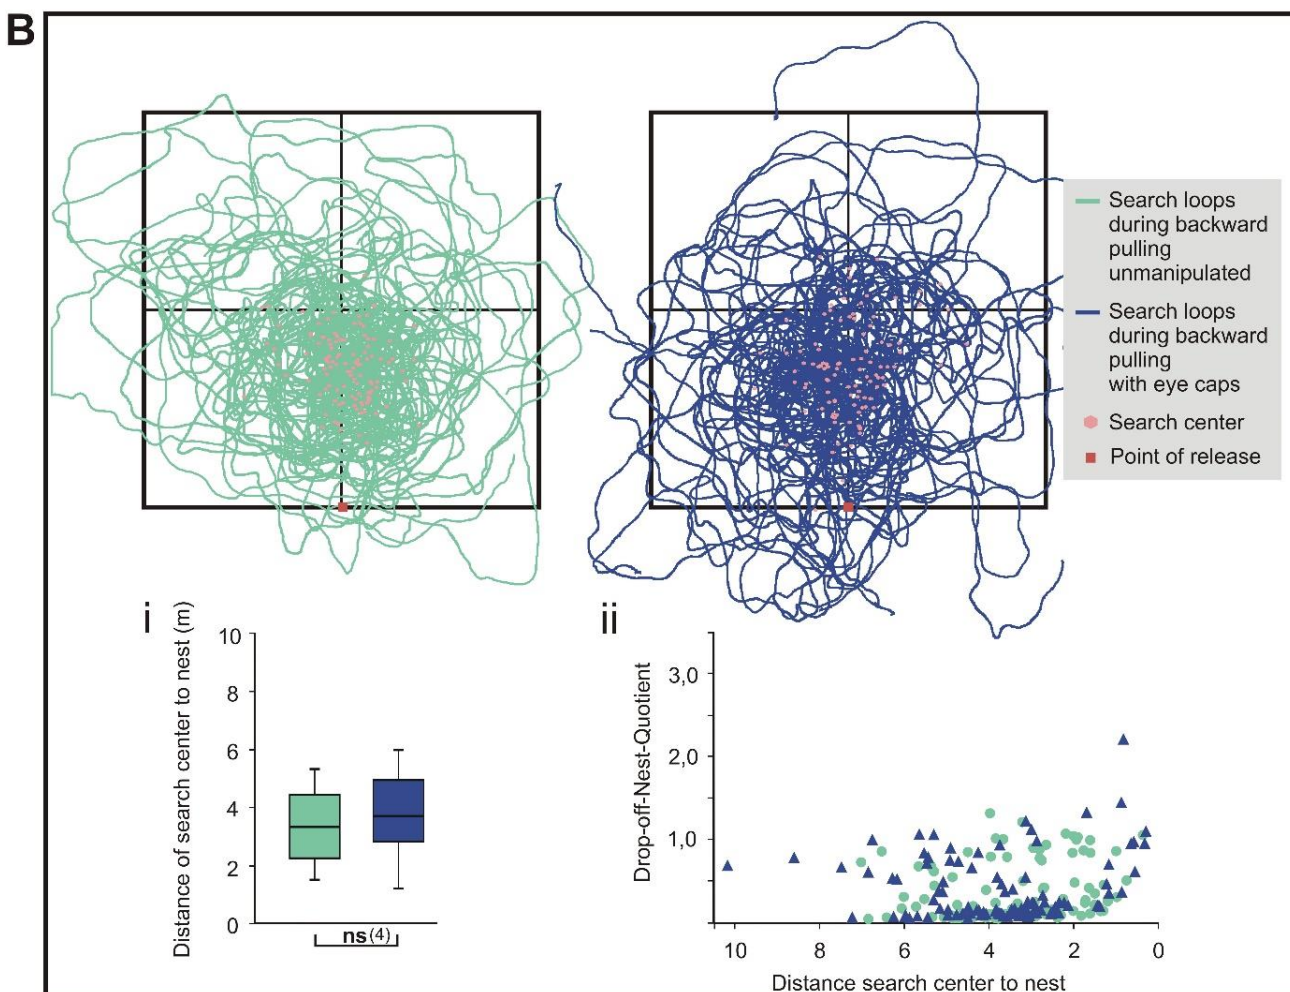 B
Search loops
during backward
pulling
unmanipulated
Search loops
during backward
pulling
with eye caps
Search center
Point of release
i
Distance of search center to nest (m)
10
8
6
4
2
0
ns(4)
ii
Drop-off-Nest-Quotient
3,0
2,0
1,0
10 8 6 4 2 0
Distance search center to nest